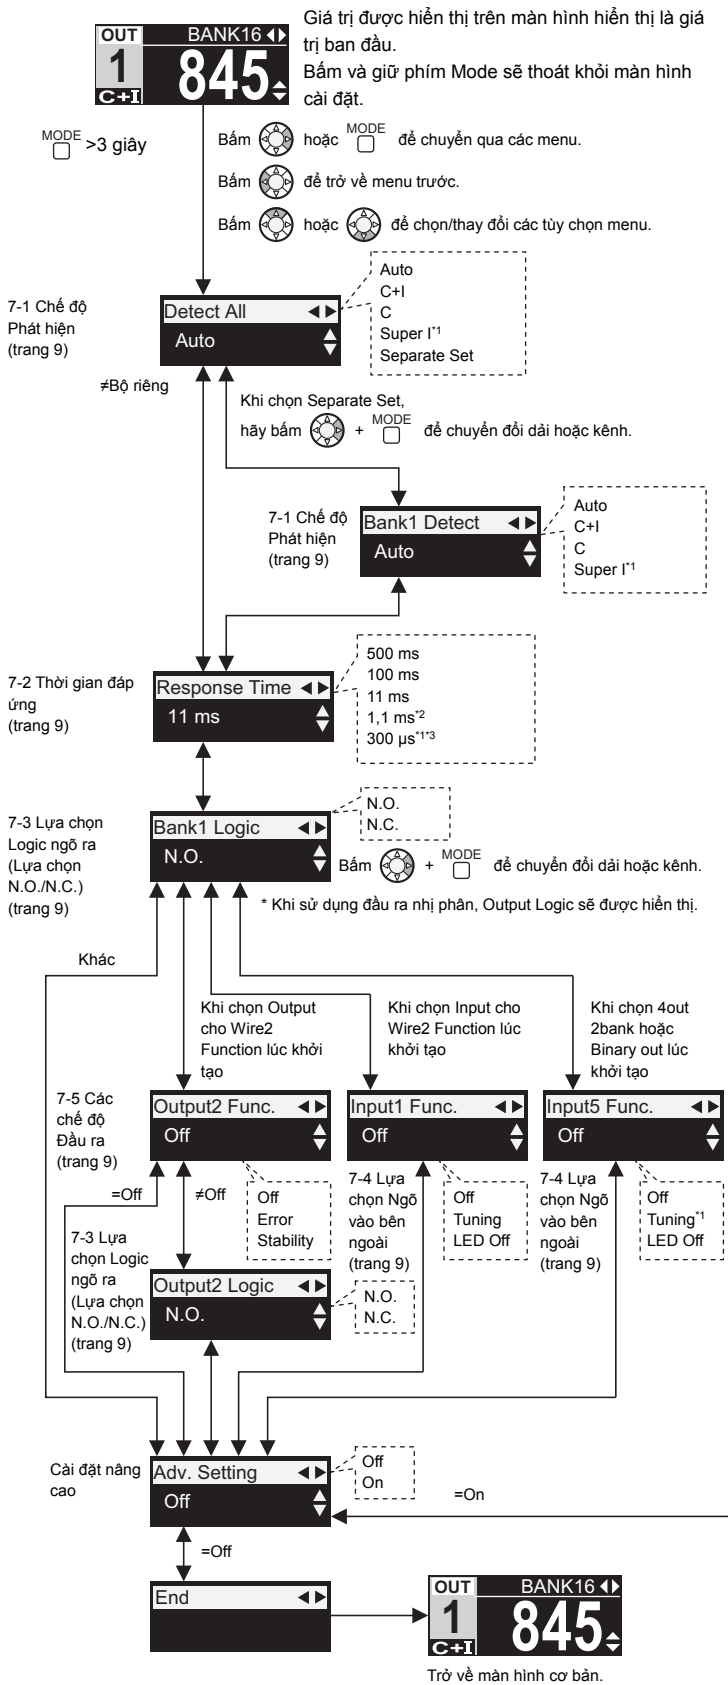 OUT BANK16
1 845
C+I
Giá trị được hiển thị trên màn hình hiển thị là giá
trị ban đầu.
Bấm và giữ phím Mode sẽ thoát khỏi màn hình
cài đặt.
MODE >3 giây
Bấm hoặc MODE để chuyển qua các menu.
Bấm để trở về menu trước.
Bấm hoặc để chọn/thay đổi các tùy chọn menu.
7-1 Chế độ
Phát hiện
(trang 9)
Detect All
Auto
Auto
C+I
C
Super I*1
Separate Set
≠Bộ riêng
Khi chọn Separate Set,
hãy bấm + MODE để chuyển đổi dải hoặc kênh.
7-1 Chế độ
Phát hiện
(trang 9)
Bank1 Detect
Auto
Auto
C+I
C
Super I*1
7-2 Thời gian đáp
ứng
(trang 9)
Response Time
11 ms
500 ms
100 ms
11 ms
1,1 ms*2
300 µs*1*3
7-3 Lựa chọn
Logic ngõ ra
(Lựa chọn
N.O./N.C.)
(trang 9)
Bank1 Logic
N.O.
N.O.
N.C.
Bấm + MODE để chuyển đổi dải hoặc kênh.
* Khi sử dụng đầu ra nhị phân, Output Logic sẽ được hiển thị.
Khác
Khi chọn Output
cho Wire2
Function lúc khởi
tạo
Khi chọn Input cho
Wire2 Function lúc
khởi tạo
Khi chọn 4out
2bank hoặc
Binary out lúc
khởi tạo
7-5 Các
chế độ
Đầu ra
(trang 9)
Output2 Func.
Off
Input1 Func.
Off
Input5 Func.
Off
=Off
≠Off
Off
Error
Stability
7-4 Lựa
chọn Ngõ
vào bên
ngoài
(trang 9)
Off
Tuning
LED Off
7-4 Lựa
chọn Ngõ
vào bên
ngoài
(trang 9)
Off
Tuning*1
LED Off
7-3 Lựa
chọn Logic
ngõ ra
(Lựa chọn
N.O./N.C.)
(trang 9)
Output2 Logic
N.O.
N.O.
N.C.
Cài đặt nâng
cao
Adv. Setting
Off
Off
On
=On
=Off
End
OUT BANK16
1 845
C+I
Trở về màn hình cơ bản.